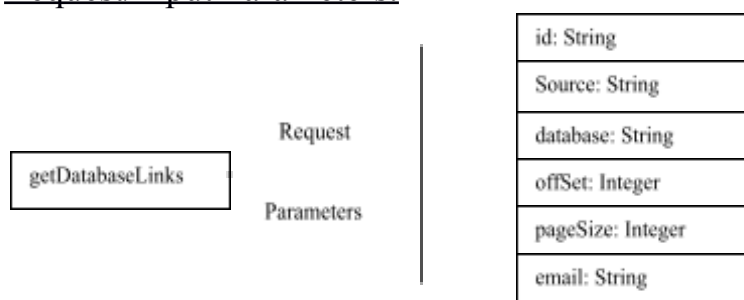 id: String
Source: String
Request
database: String
getDatabaseLinks
offSet: Integer
Parameters
pageSize: Integer
email: String